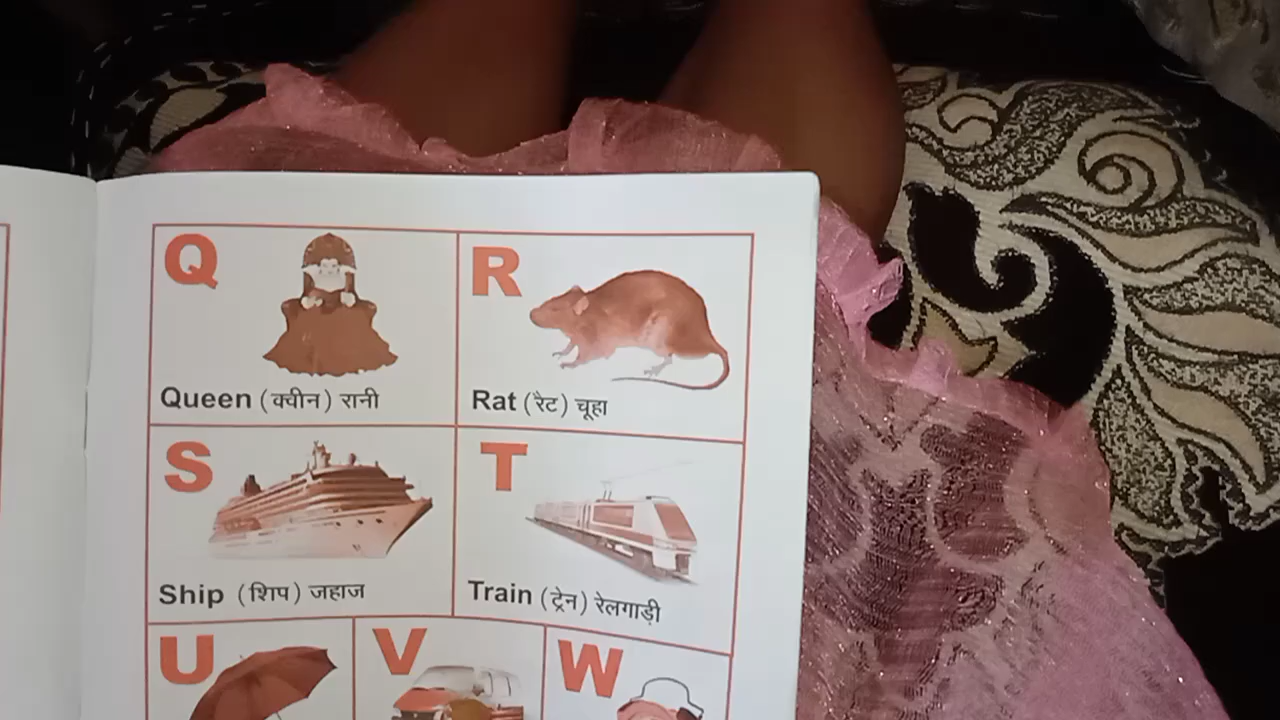 Q
R
Queen (क्वीन) रानी
Rat (रैट) चूहा
S
T
Ship (शिप) जहाज
Train (ट्रेन) रेलगाड़ी
U
V
W